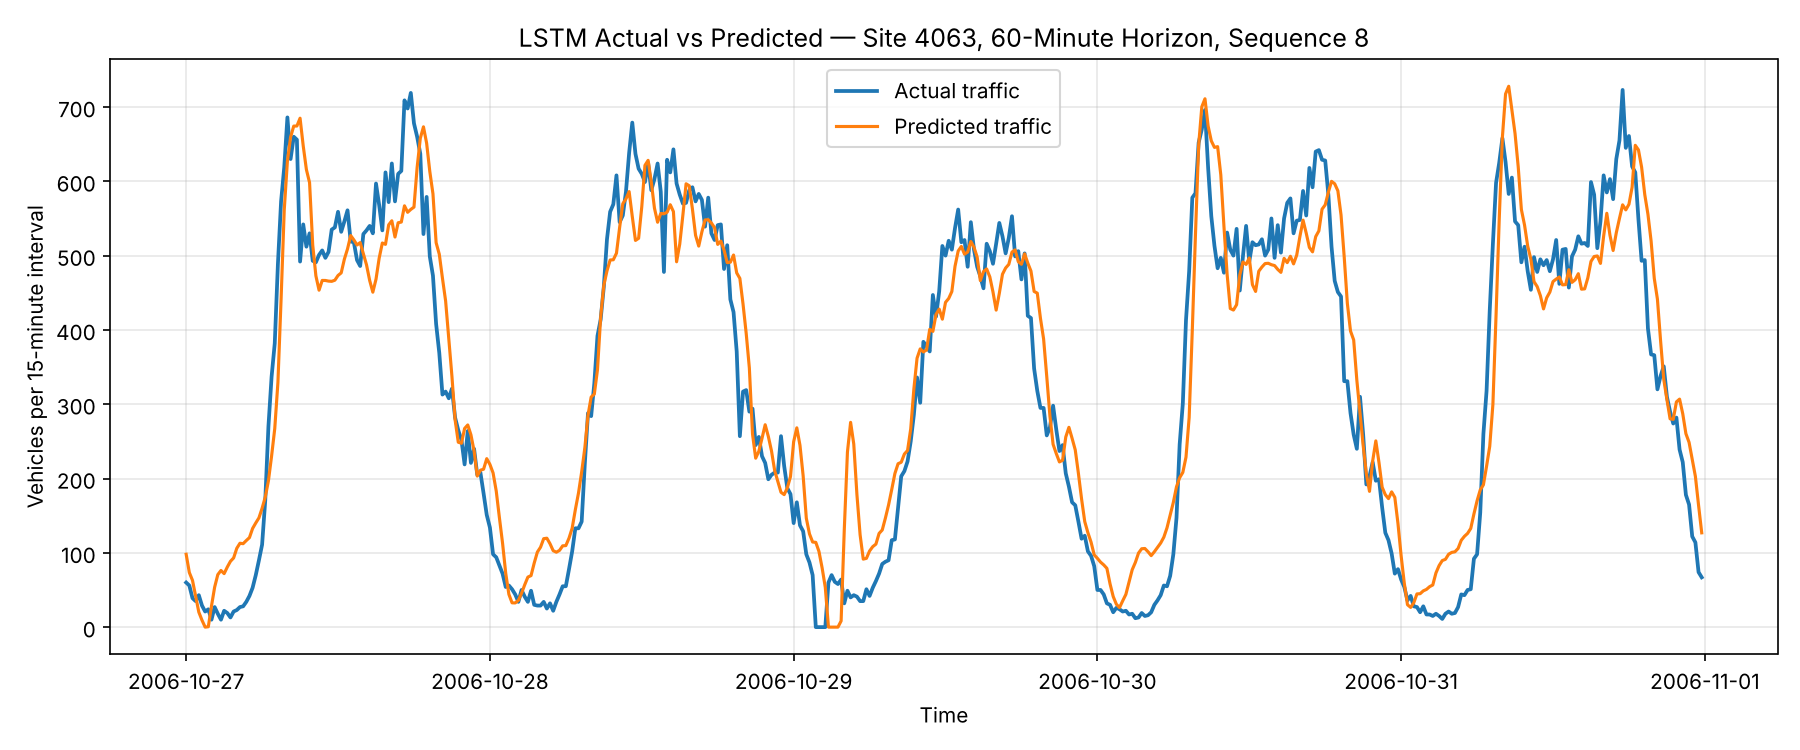 LSTM Actual vs Predicted — Site 4063, 60-Minute Horizon, Sequence 8
Actual traffic
Predicted traffic
Vehicles per 15-minute interval
700
600
500
400
300
200
100
0
2006-10-27
2006-10-28
2006-10-29
2006-10-30
2006-10-31
2006-11-01
Time